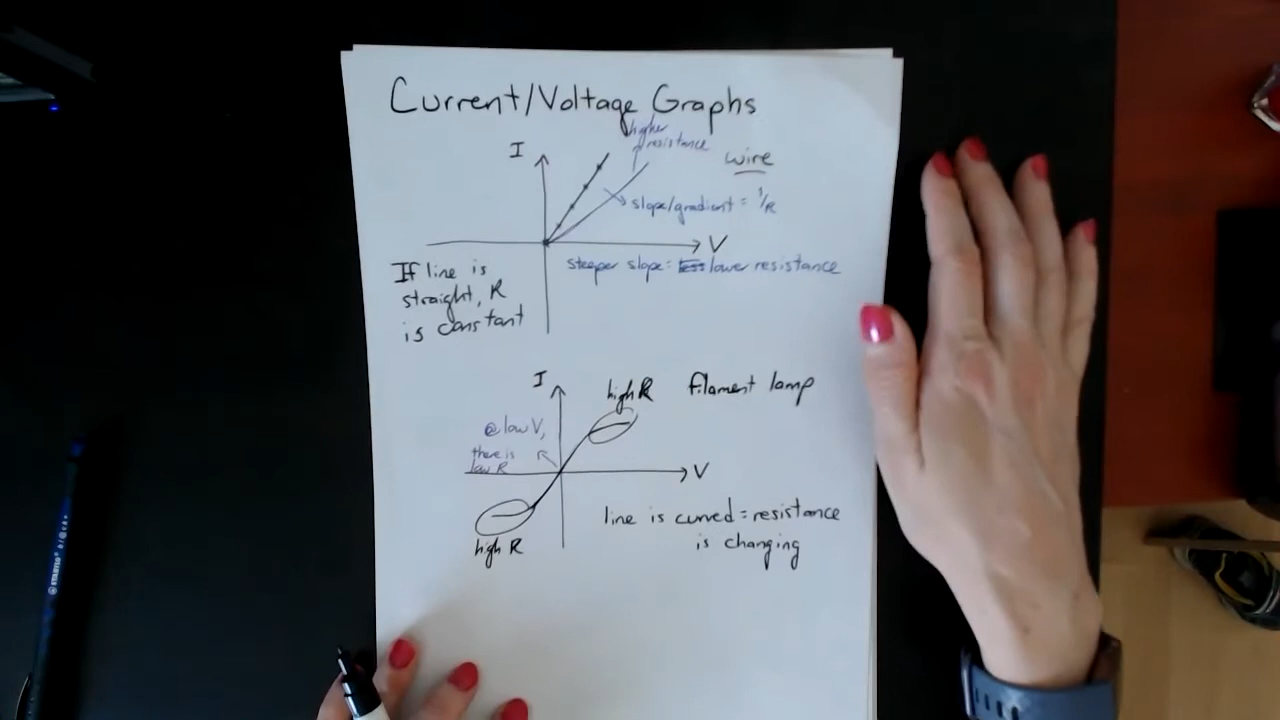 Current/Voltage Graphs
I
higher
resistance
wire
slope/gradient = 1/R
V
steeper slope = less lower resistance
If line is
straight, R
is constant
I
high R
filament lamp
@ low V,
there is
low R
V
high R
line is curved = resistance
is changing